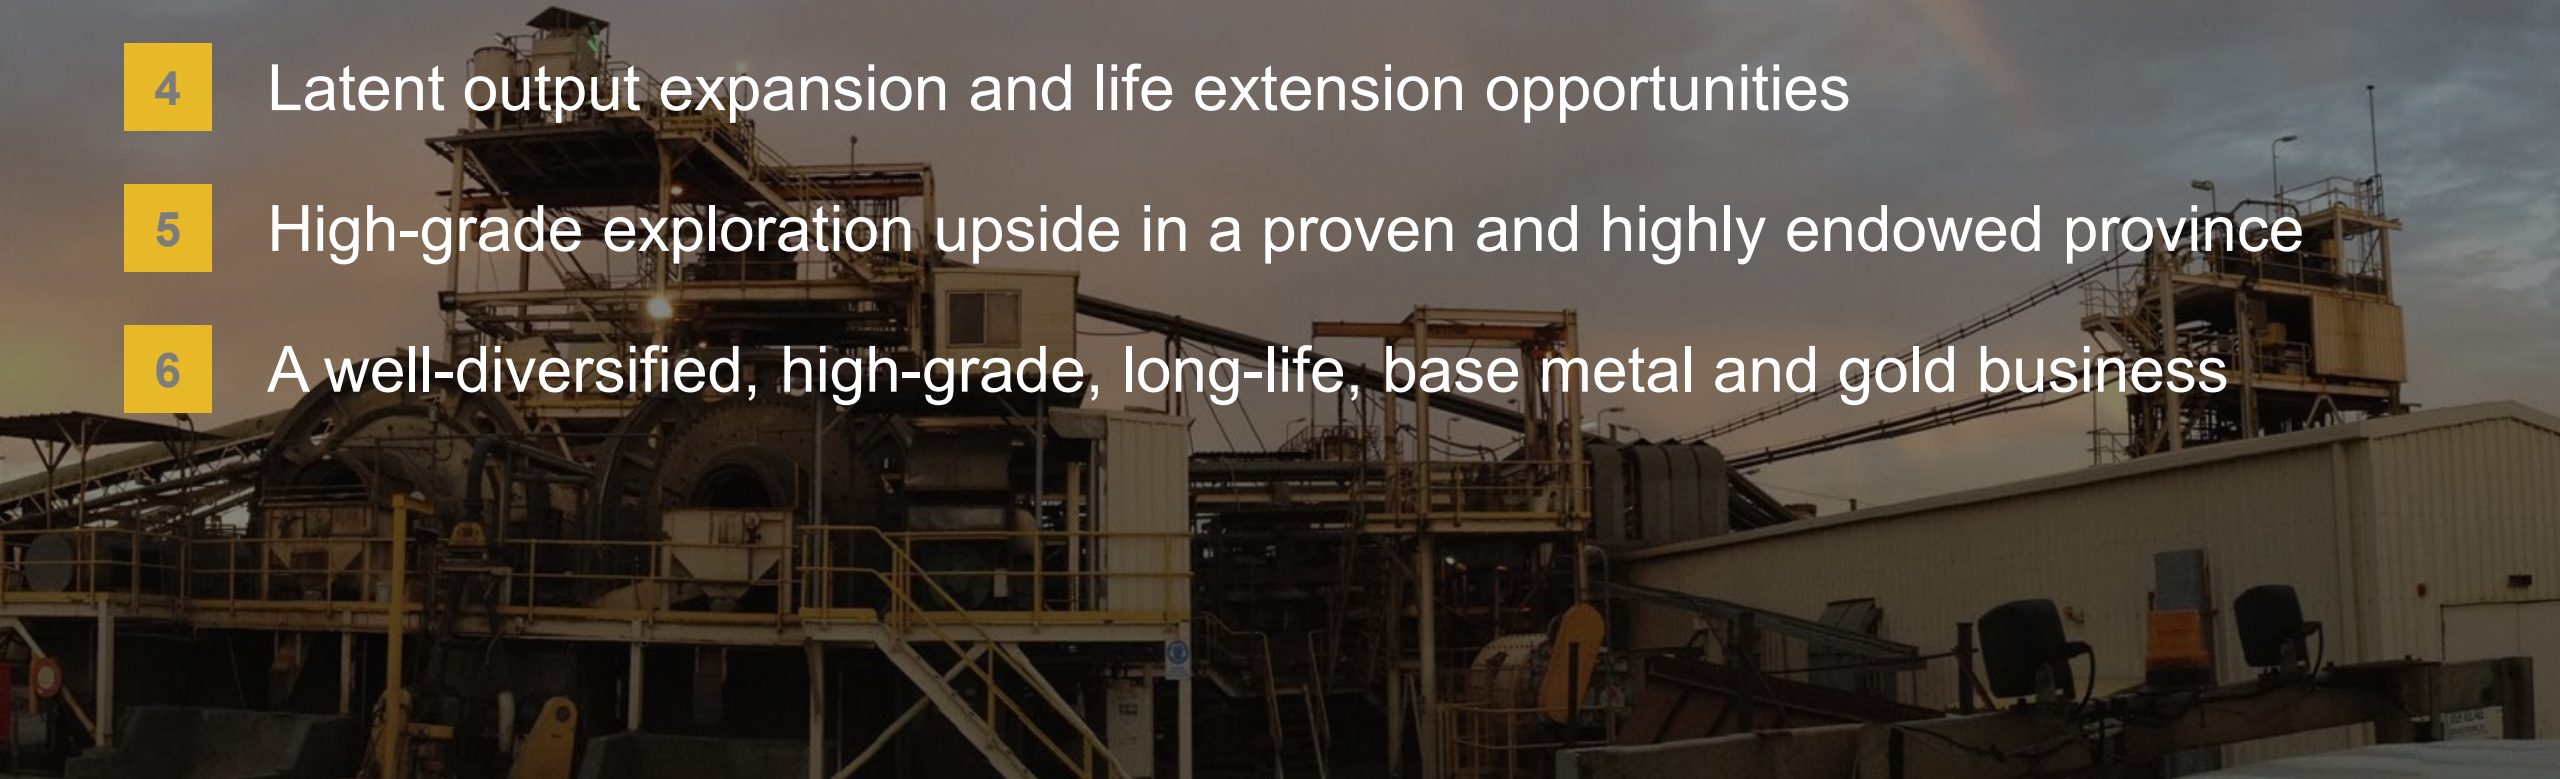 4 Latent output expansion and life extension opportunities
5 High-grade exploration upside in a proven and highly endowed province
6 A well-diversified, high-grade, long-life, base metal and gold business